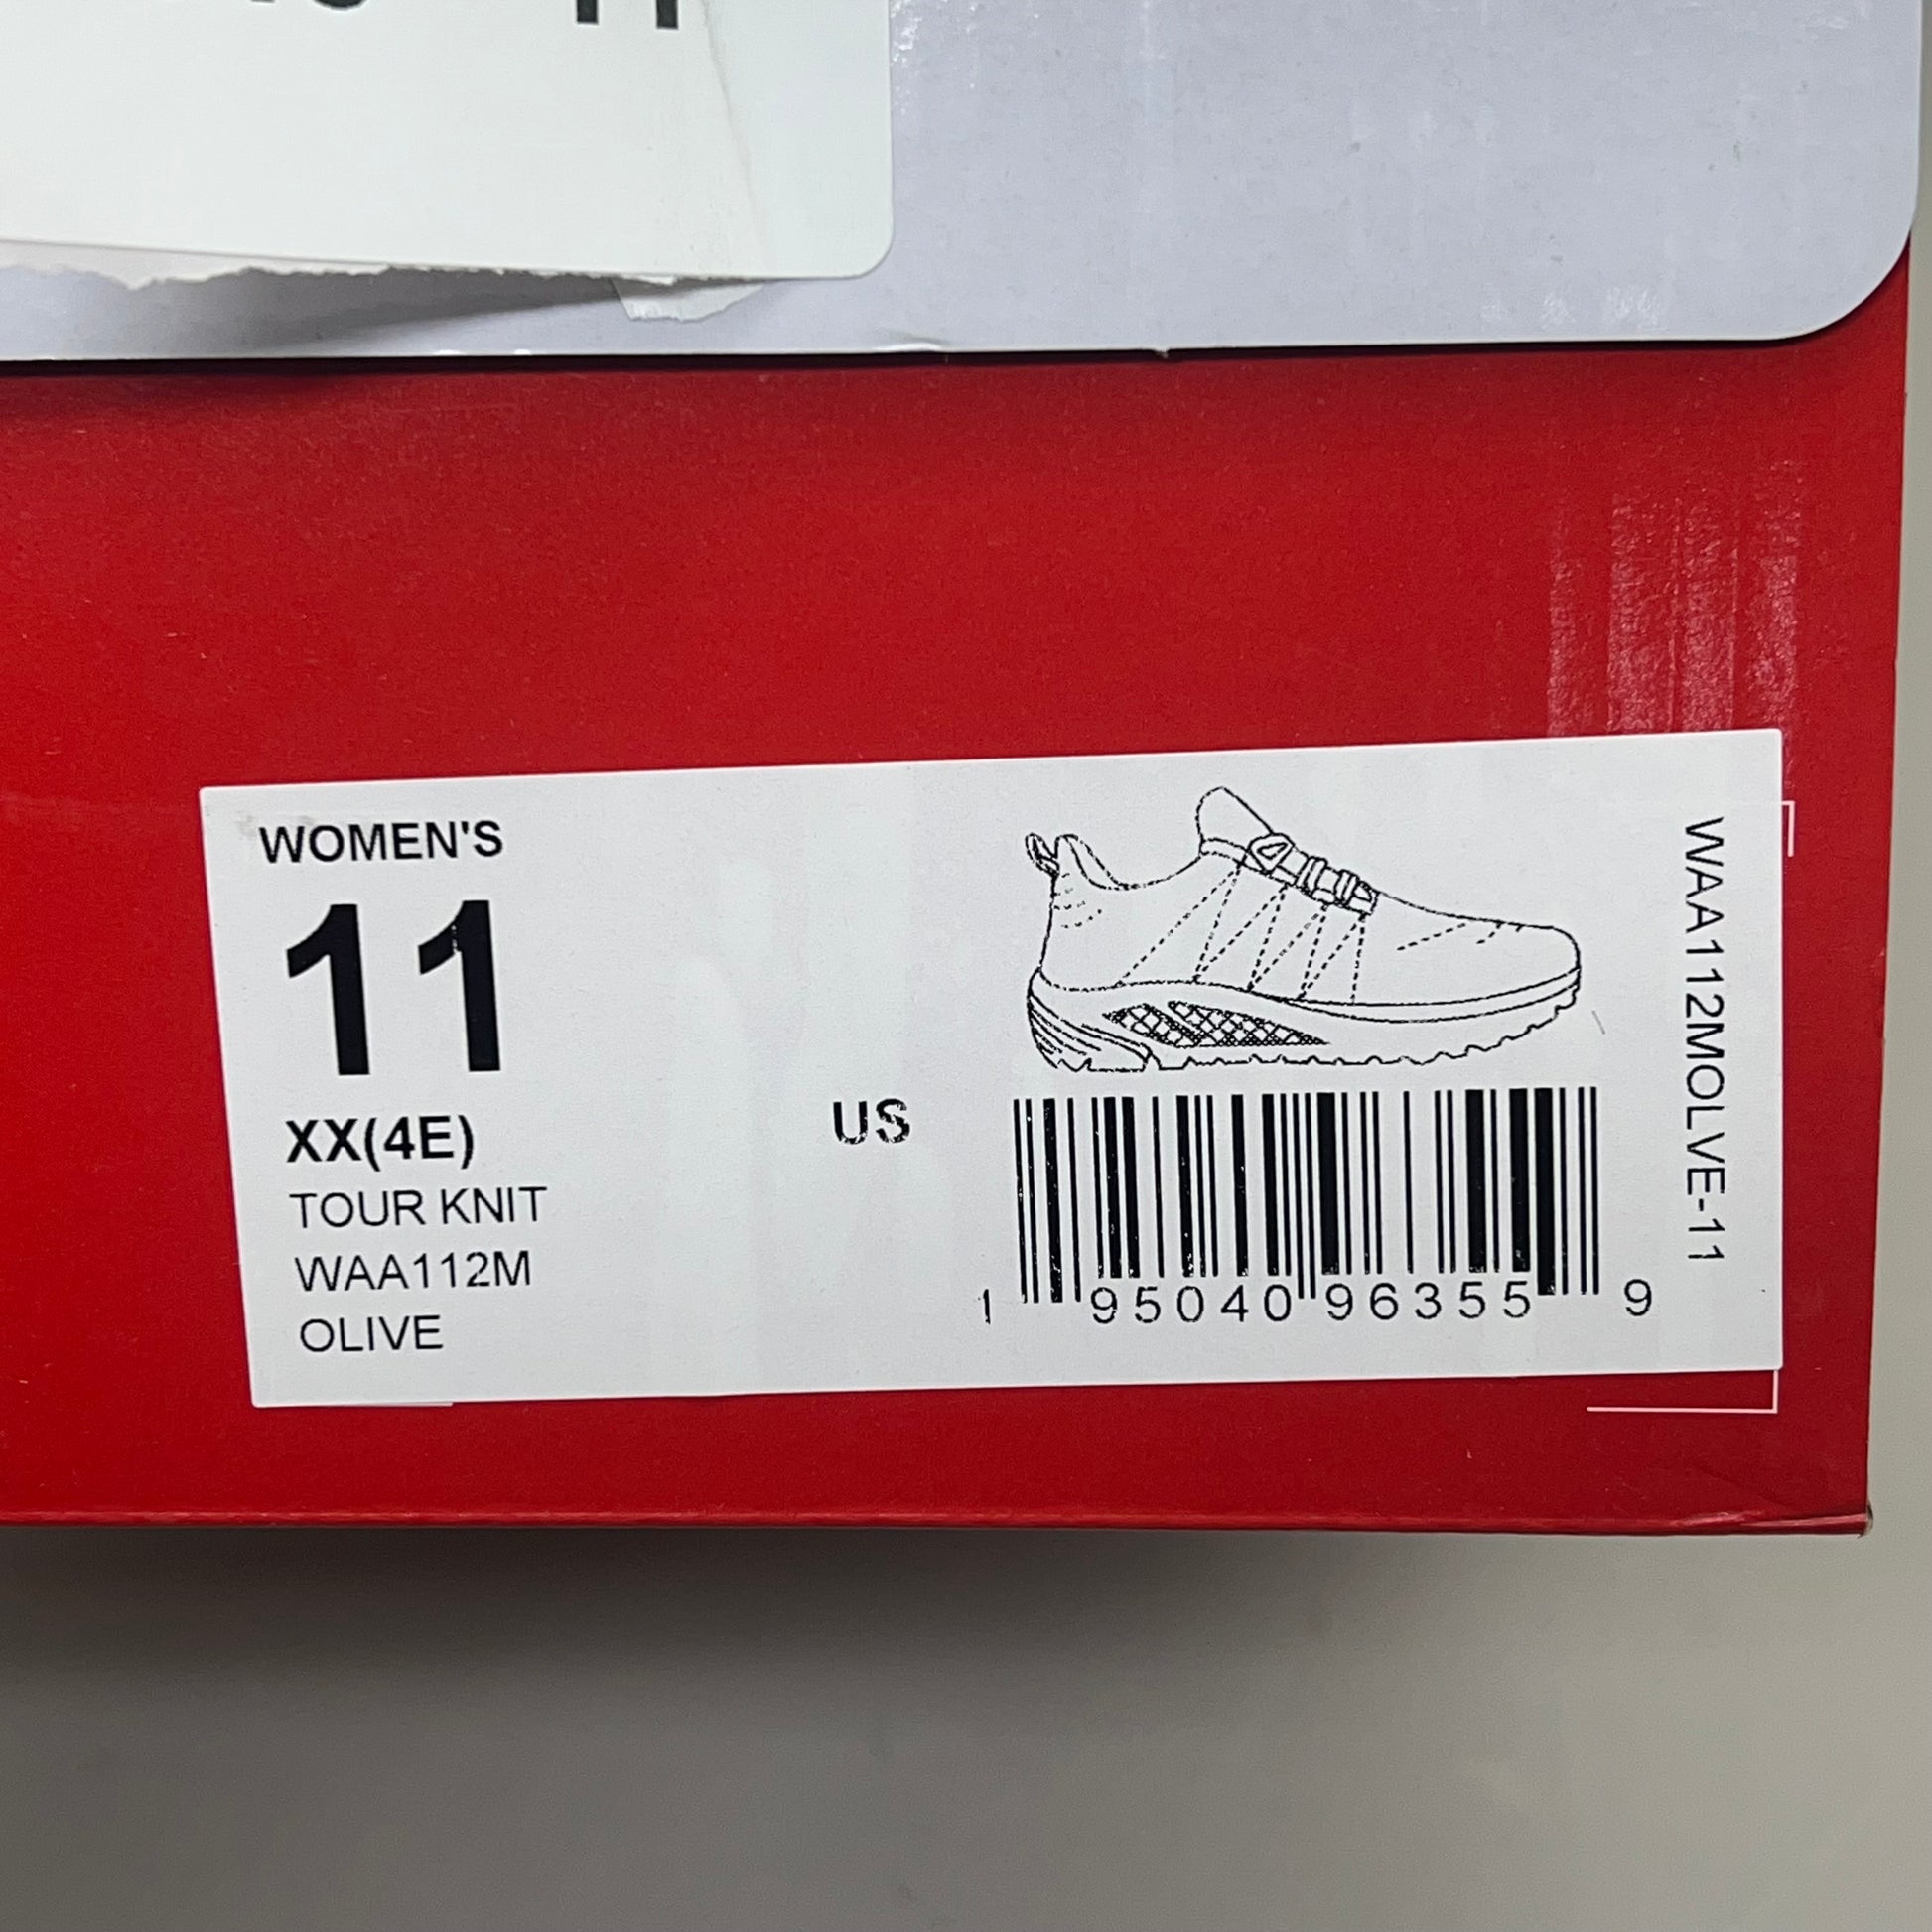 WOMEN'S
11
XX(4E)
US
TOUR KNIT
WAA112M
OLIVE
1 95040 96355 9
WAA112MOLVE-11